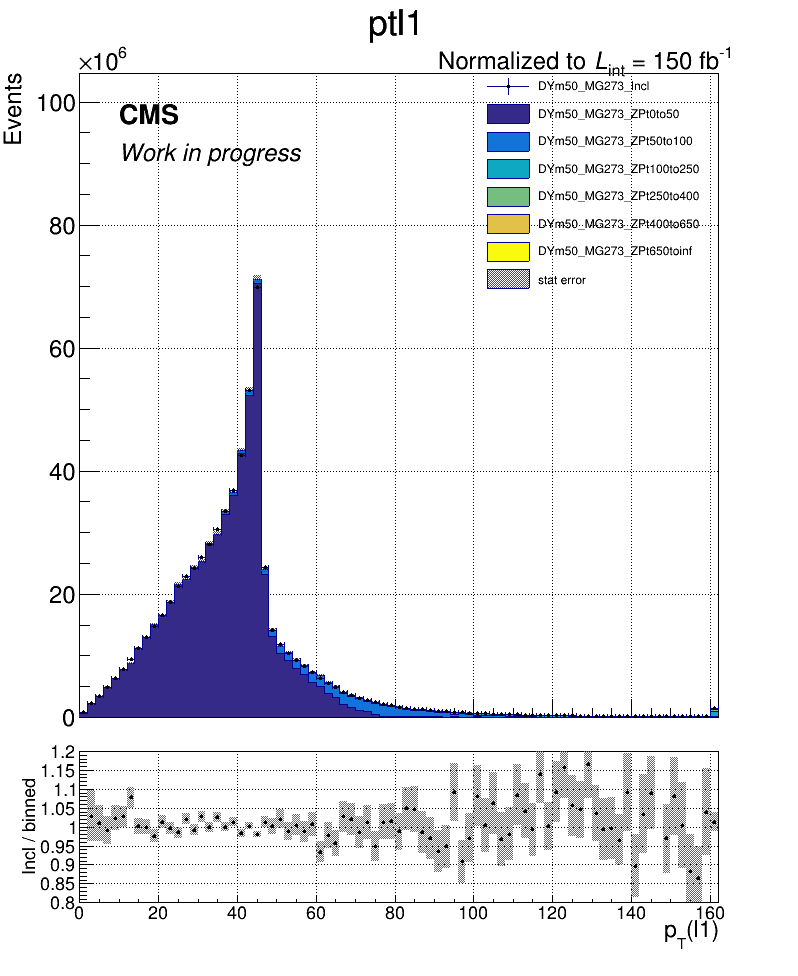 ptl1
×10⁶
Normalized to L_int = 150 fb⁻¹
Events
CMS
Work in progress
DYm50_MG273_Incl
DYm50_MG273_ZPt0to50
DYm50_MG273_ZPt50to100
DYm50_MG273_ZPt100to250
DYm50_MG273_ZPt250to400
DYm50_MG273_ZPt400to650
DYm50_MG273_ZPt650toinf
stat error
100
80
60
40
20
0
Incl / binned
1.2
1.15
1.1
1.05
1
0.95
0.9
0.85
0.8
0 20 40 60 80 100 120 140 160
p_T(l1)